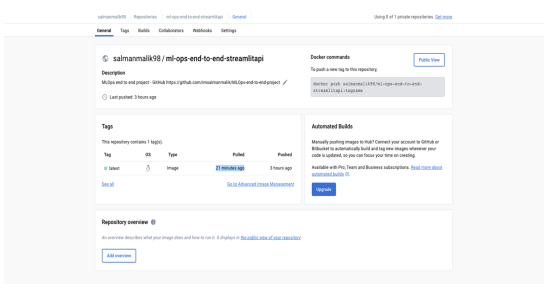 salmanmalik98 Repositories ml-ops-end-to-end-streamlitapi General
Using 0 of 1 private repositories. Get more
General Tags Builds Collaborators Webhooks Settings
salmanmalik98 / ml-ops-end-to-end-streamlitapi
Description
MLOps end to end project - GitHub https://github.com/imsalmanmalik/MLOps-end-to-end-project
Last pushed: 3 hours ago
Docker commands
Public View
To push a new tag to this repository,
docker push salmanmalik98/ml-ops-end-to-end-
streamlitapi:tagname
Tags
This repository contains 1 tag(s).
Tag OS Type Pulled Pushed
latest Image 21 minutes ago 3 hours ago
See all
Go to Advanced Image Management
Automated Builds
Manually pushing images to Hub? Connect your account to GitHub or
Bitbucket to automatically build and tag new images whenever your
code is updated, so you can focus your time on creating.
Available with Pro, Team and Business subscriptions. Read more about
automated builds
Upgrade
Repository overview
An overview describes what your image does and how to run it. It displays in the public view of your repository
Add overview